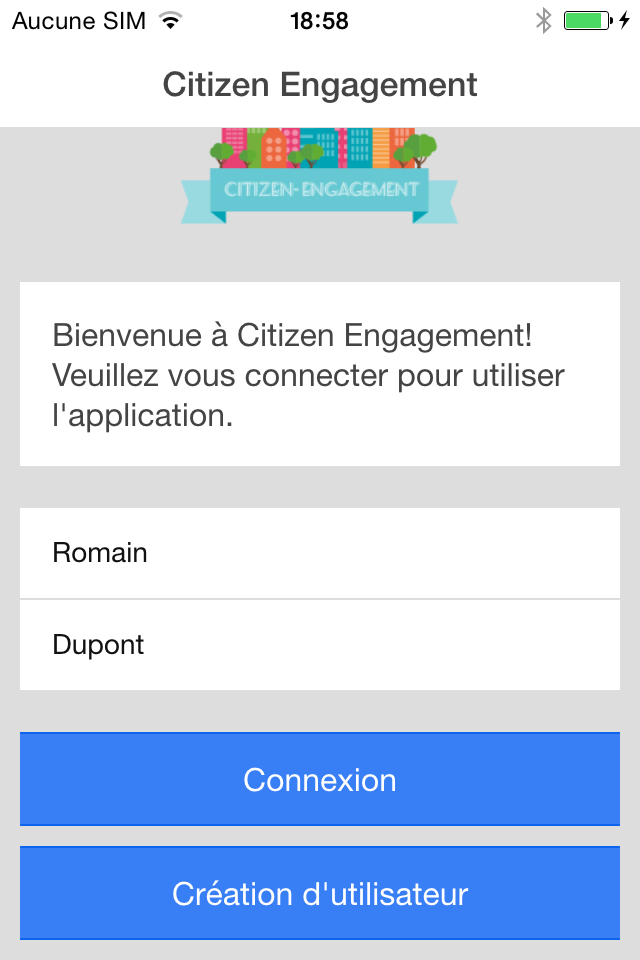 Aucune SIM 18:58
Citizen Engagement
CITIZEN-ENGAGEMENT
Bienvenue à Citizen Engagement!
Veuillez vous connecter pour utiliser
l'application.
Romain
Dupont
Connexion
Création d'utilisateur